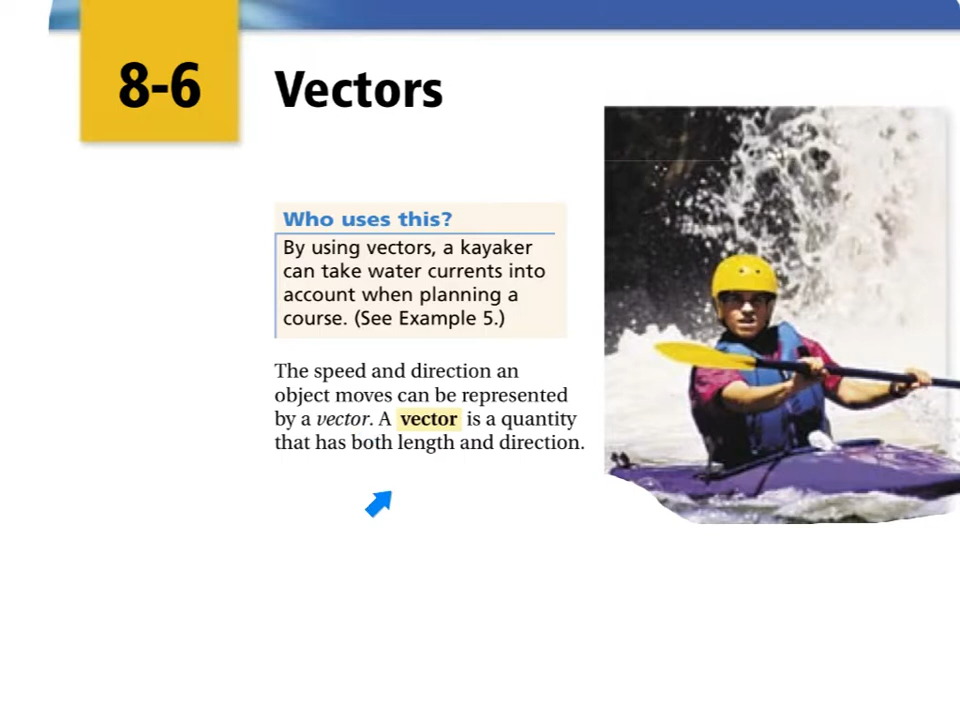 8-6 Vectors
Who uses this?
By using vectors, a kayaker
can take water currents into
account when planning a
course. (See Example 5.)
The speed and direction an
object moves can be represented
by a vector. A vector is a quantity
that has both length and direction.